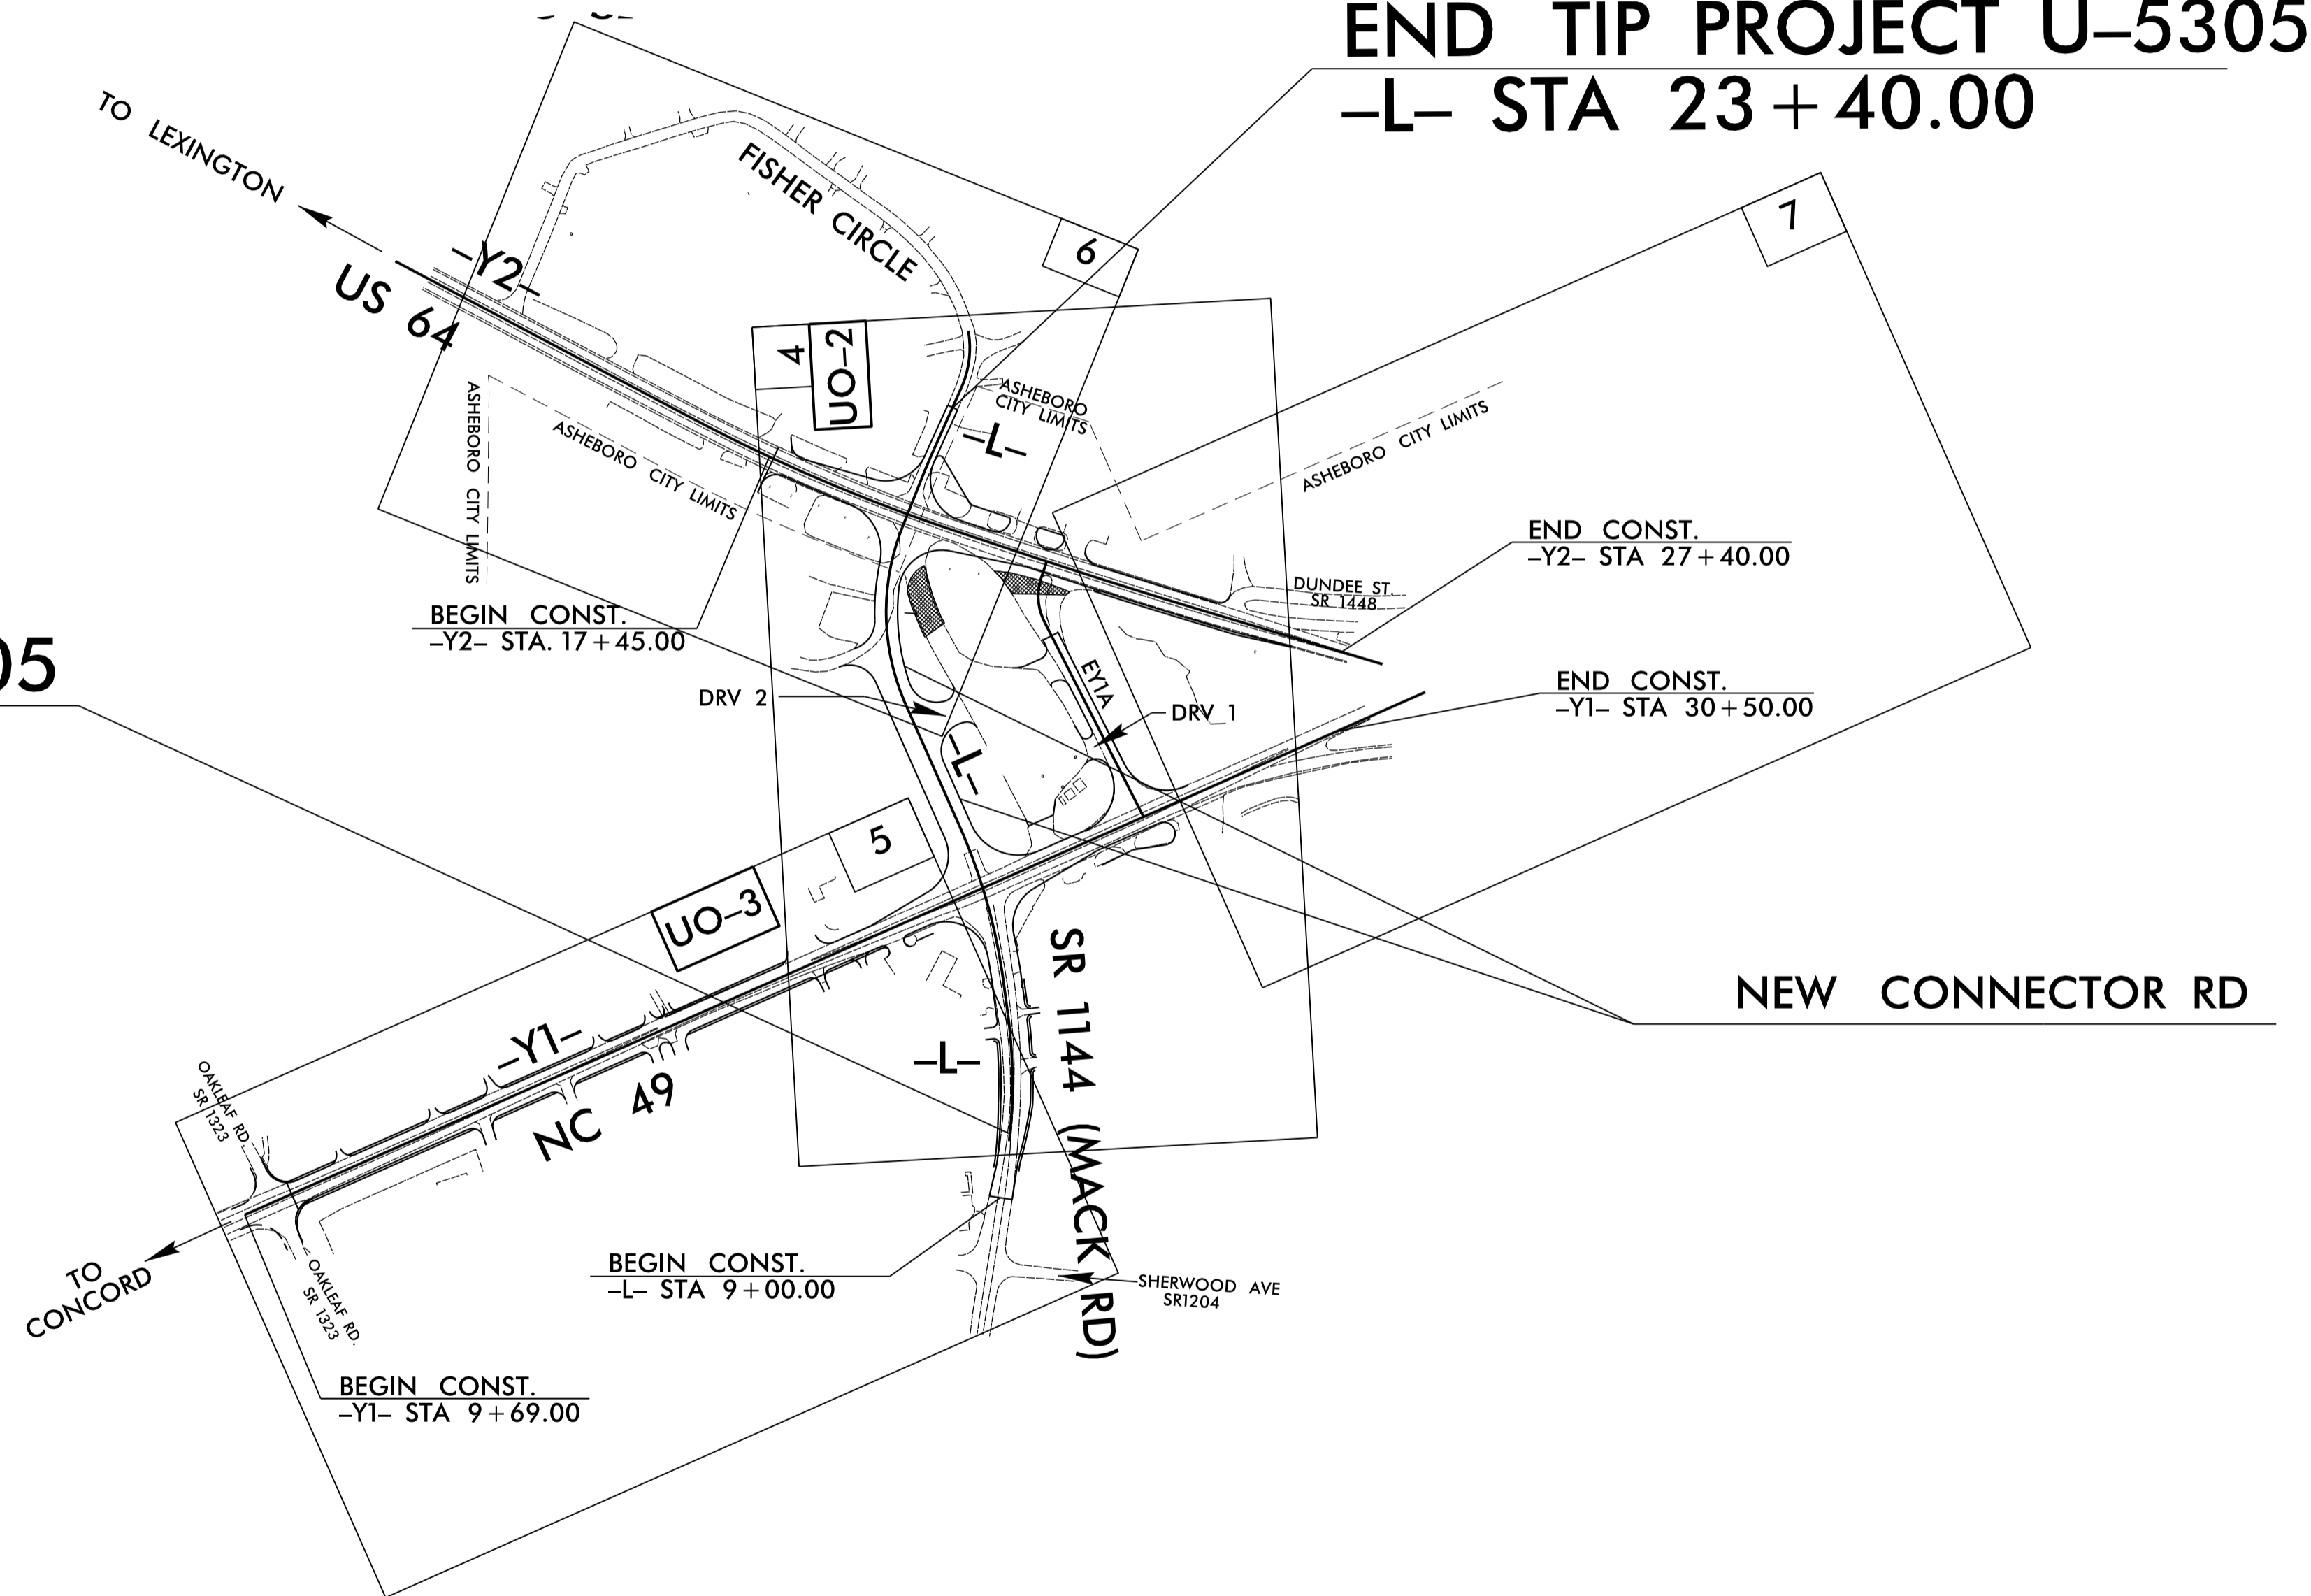 END TIP PROJECT U–5305
–L– STA 23+40.00
TO LEXINGTON
FISHER CIRCLE
6
7
–Y2–
US 64
4
UO–2
ASHEBORO
CITY LIMITS
–L–
ASHEBORO CITY LIMITS
ASHEBORO CITY LIMITS
ASHEBORO CITY LIMITS
END CONST.
–Y2– STA 27+40.00
DUNDEE ST.
SR 1448
BEGIN CONST.
–Y2– STA. 17+45.00
05
EY1A
END CONST.
–Y1– STA 30+50.00
DRV 2
DRV 1
–L–
5
UO–3
SR 1144 (MACK RD)
NEW CONNECTOR RD
–Y1–
NC 49
–L–
OAKLEAF RD.
SR 1323
TO
CONCORD
OAKLEAF RD.
SR 1323
BEGIN CONST.
–L– STA 9+00.00
SHERWOOD AVE
SR1204
BEGIN CONST.
–Y1– STA 9+69.00